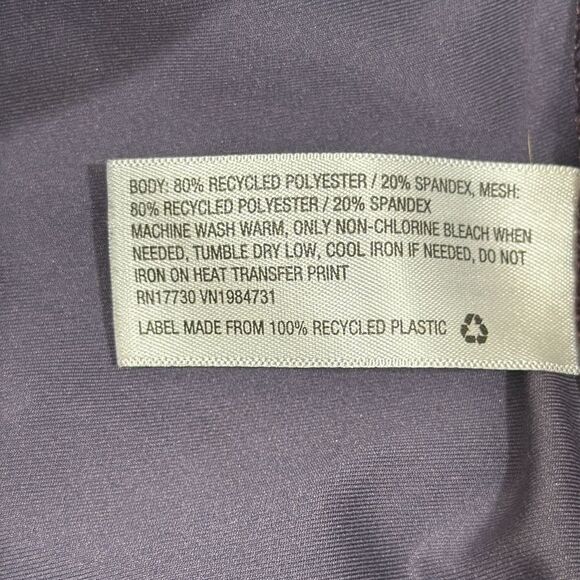 BODY: 80% RECYCLED POLYESTER / 20% SPANDEX, MESH:
80% RECYCLED POLYESTER / 20% SPANDEX
MACHINE WASH WARM, ONLY NON-CHLORINE BLEACH WHEN
NEEDED, TUMBLE DRY LOW, COOL IRON IF NEEDED, DO NOT
IRON ON HEAT TRANSFER PRINT
RN17730 VN1984731
LABEL MADE FROM 100% RECYCLED PLASTIC